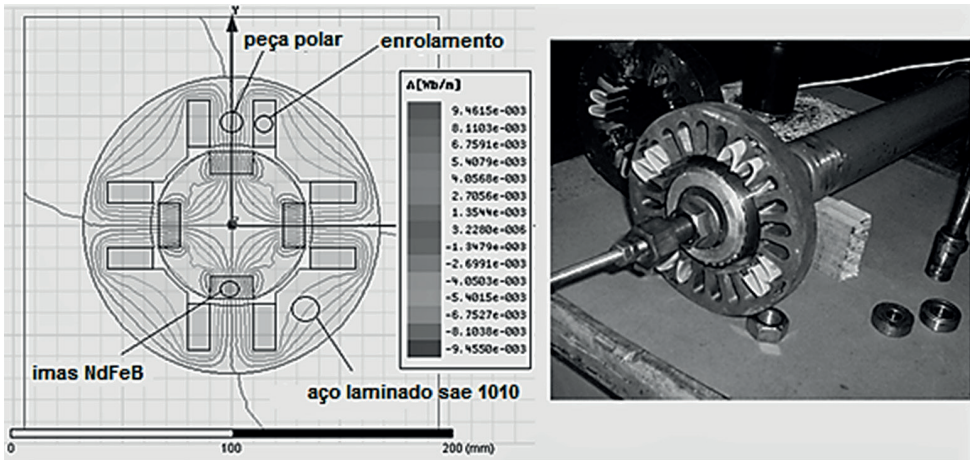 Y
peça polar
enrolamento
A[Wb/m]
9.4615e-003
8.1103e-003
6.7591e-003
5.4079e-003
4.0568e-003
2.7056e-003
1.3544e-003
3.2280e-006
-1.3479e-003
-2.6991e-003
-4.0503e-003
-5.4015e-003
-6.7527e-003
-8.1038e-003
-9.4550e-003
imas NdFeB
aço laminado sae 1010
0
100
200 (mm)